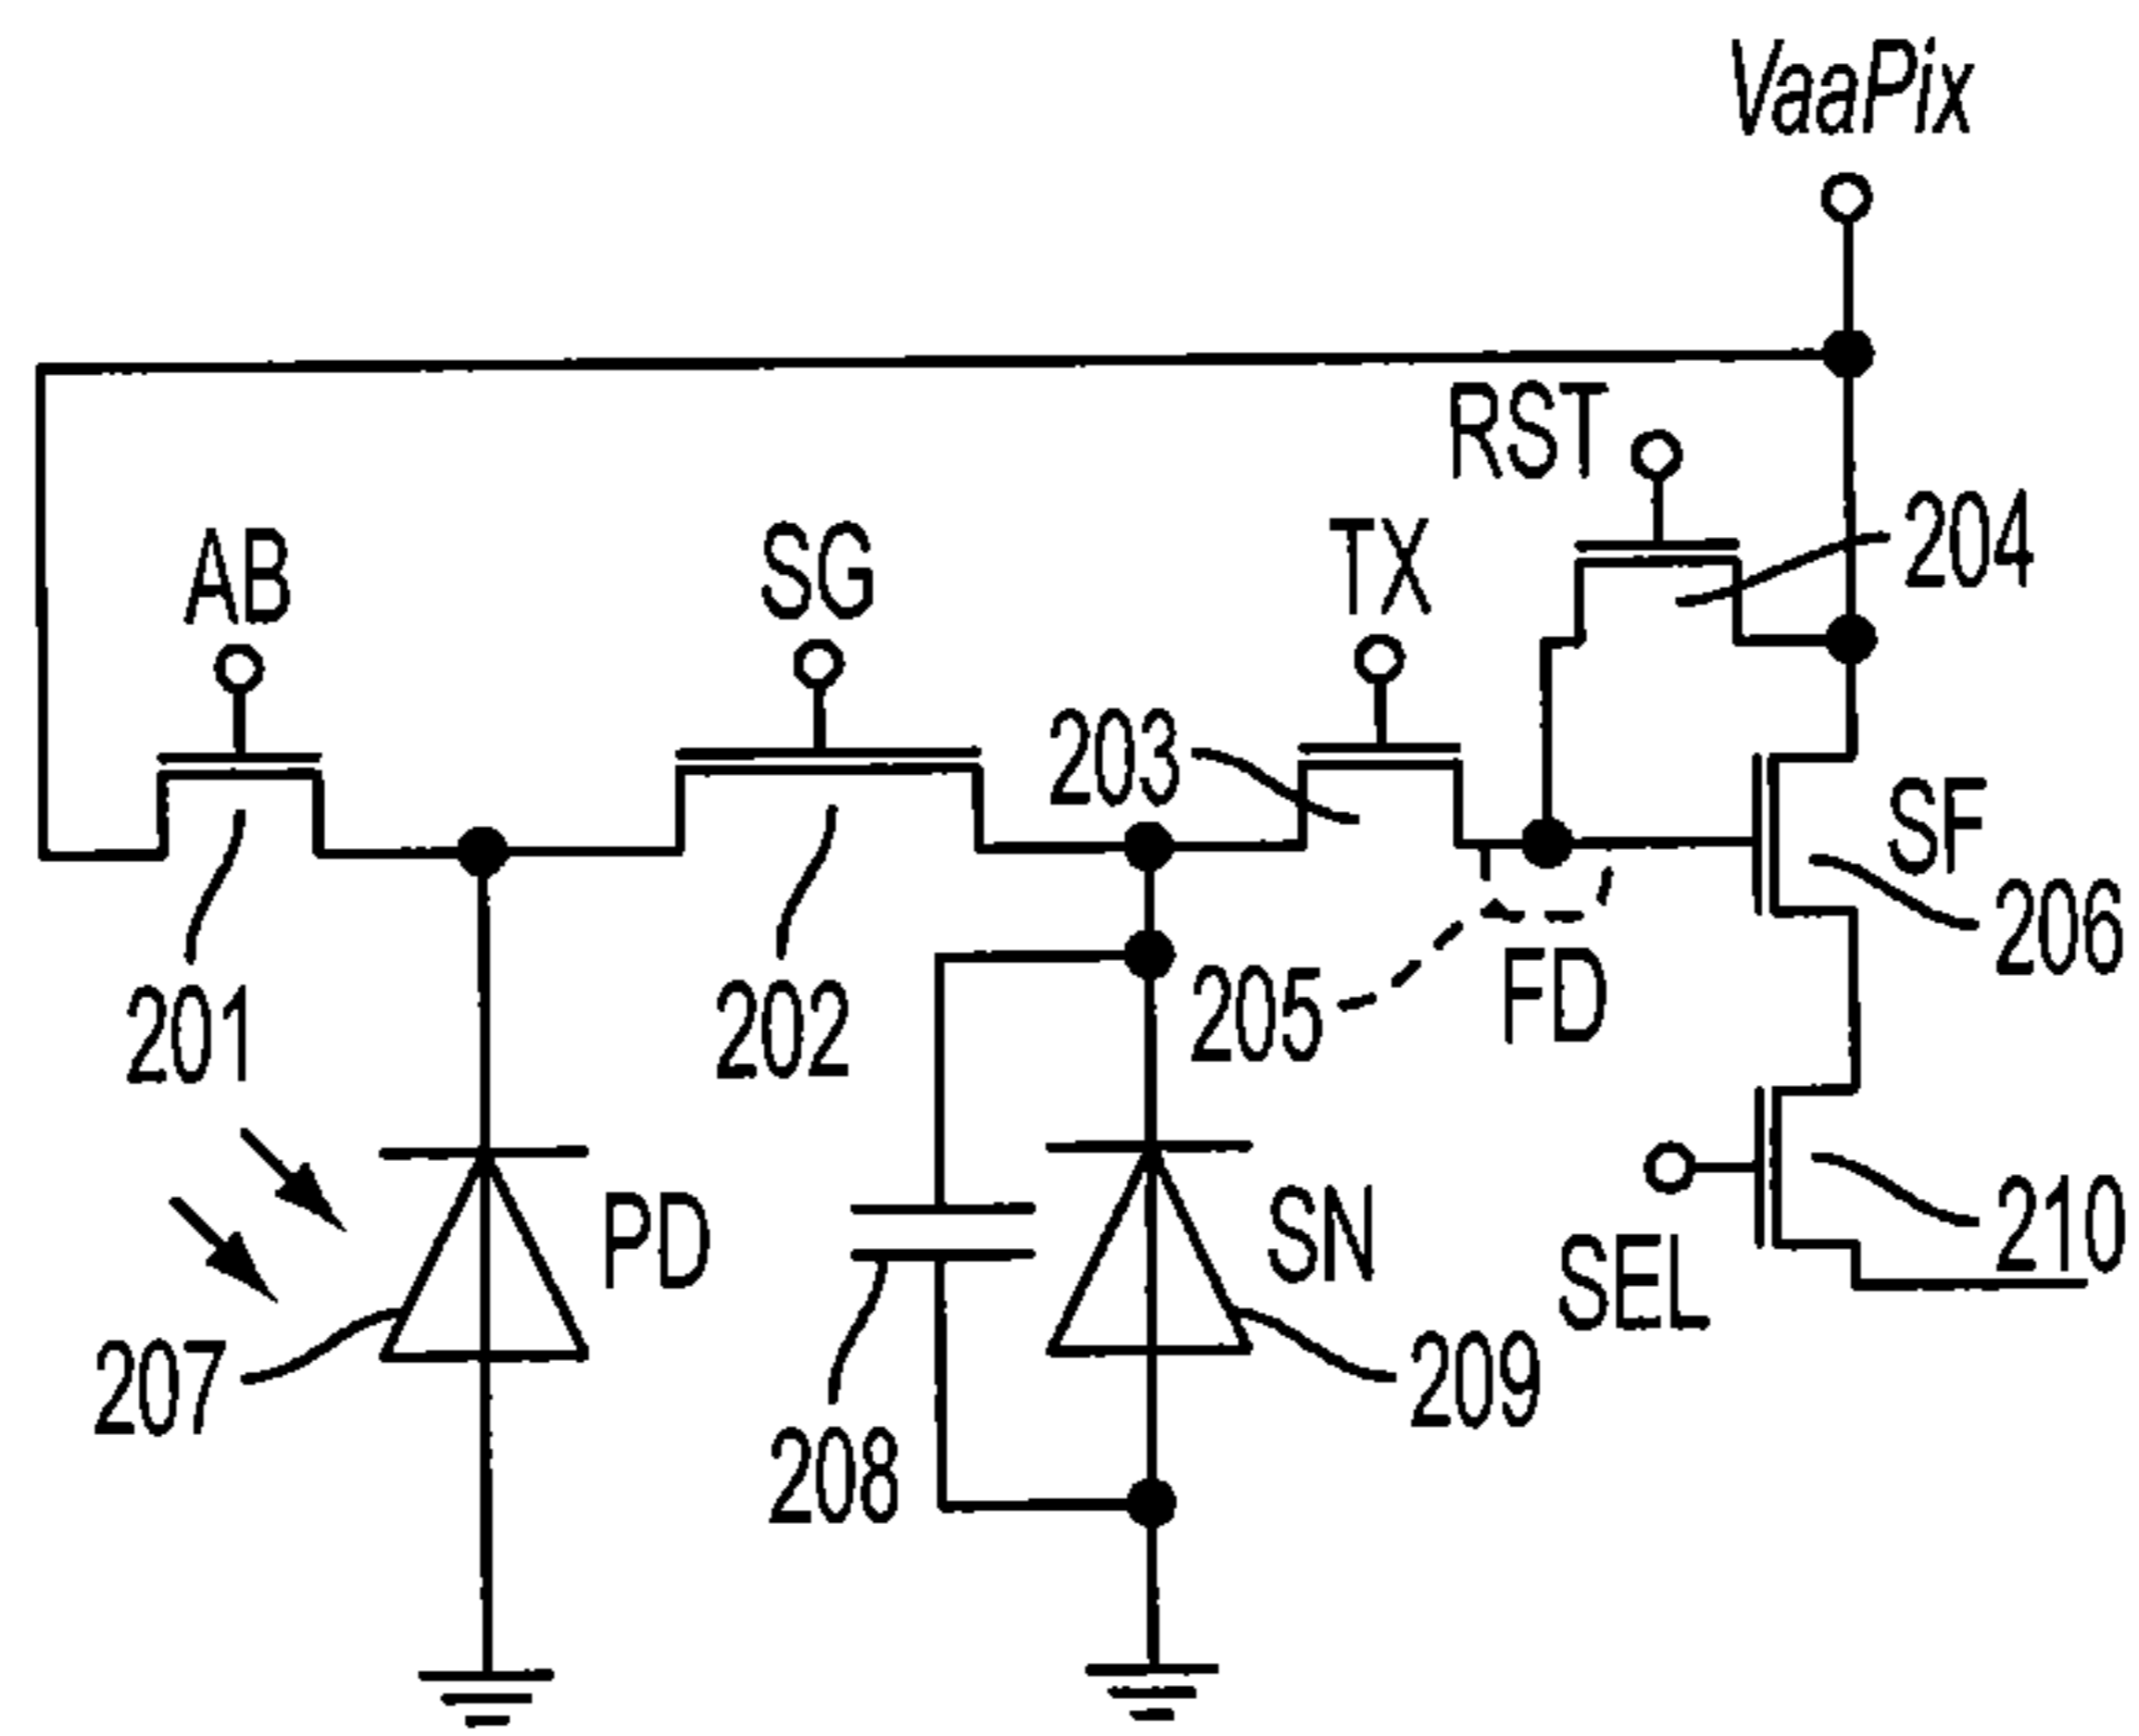 VaaPix
RST
204
AB
SG
TX
203
SF
206
201
202
205
FD
PD
SN
SEL
210
207
208
209